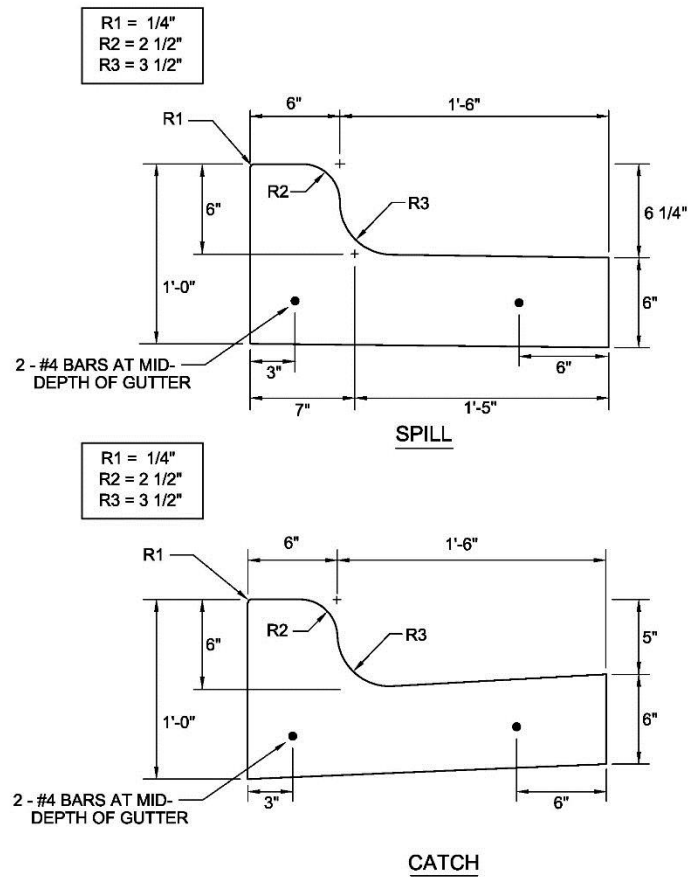 R1 = 1/4"
R2 = 2 1/2"
R3 = 3 1/2"
6"
1'-6"
R1
R2
R3
6"
6 1/4"
1'-0"
6"
2 - #4 BARS AT MID-
DEPTH OF GUTTER
3"
6"
7"
1'-5"
SPILL
R1 = 1/4"
R2 = 2 1/2"
R3 = 3 1/2"
6"
1'-6"
R1
R2
R3
5"
6"
1'-0"
6"
2 - #4 BARS AT MID-
DEPTH OF GUTTER
3"
6"
CATCH